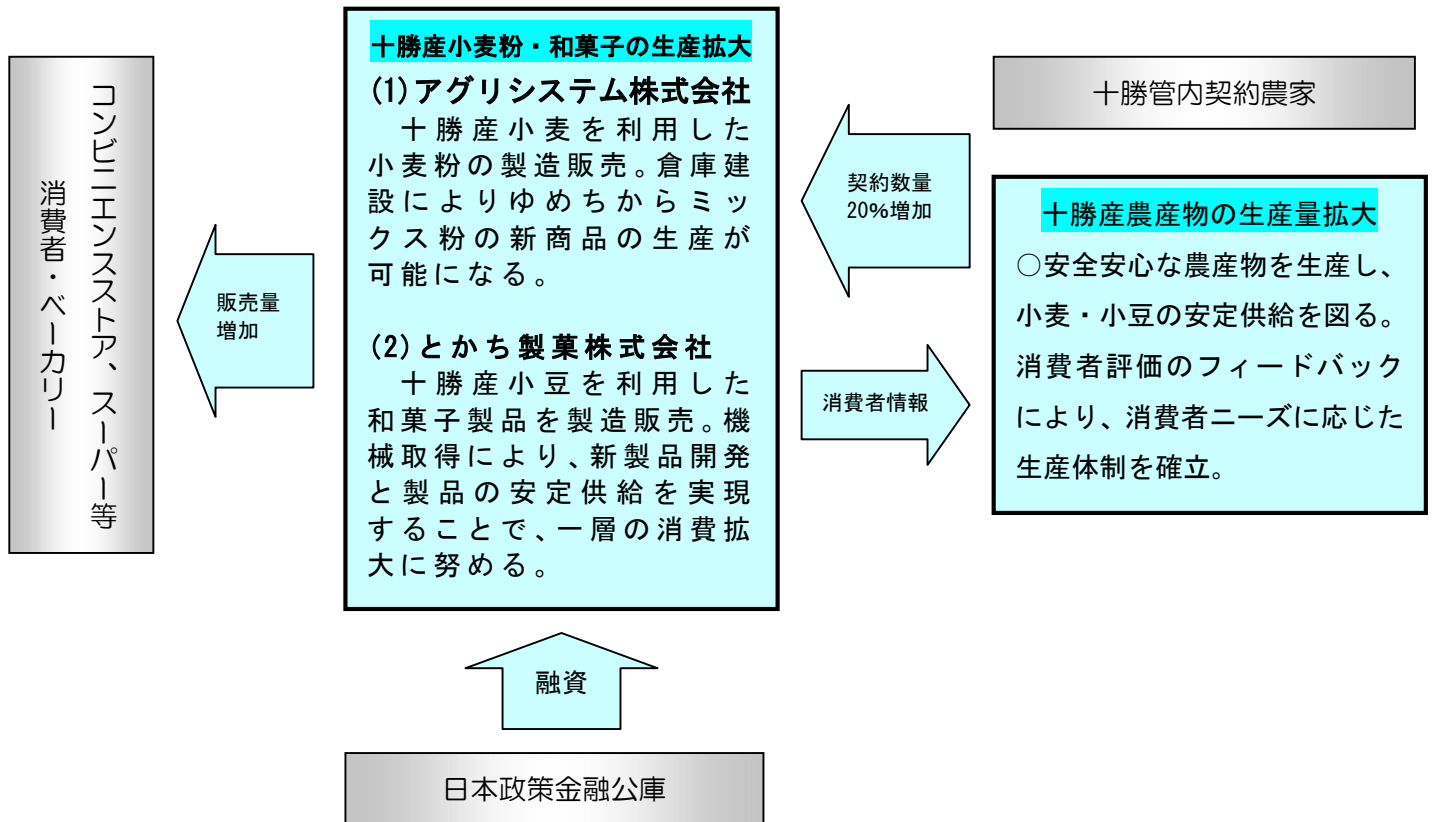 コンビニエンスストア、スーパー等
消費者・ベーカリー
販売量
増加
十勝産小麦粉・和菓子の生産拡大
(1)アグリシステム株式会社
十勝産小麦を利用した
小麦粉の製造販売。倉庫建
設によりゆめちからミッ
クス粉の新商品の生産が
可能になる。
(2)とかち製菓株式会社
十勝産小豆を利用した
和菓子製品を製造販売。機
械取得により、新製品開発
と製品の安定供給を実現
することで、一層の消費拡
大に努める。
契約数量
20%増加
消費者情報
十勝管内契約農家
十勝産農産物の生産量拡大
○安全安心な農産物を生産し、
小麦・小豆の安定供給を図る。
消費者評価のフィードバック
により、消費者ニーズに応じた
生産体制を確立。
融資
日本政策金融公庫